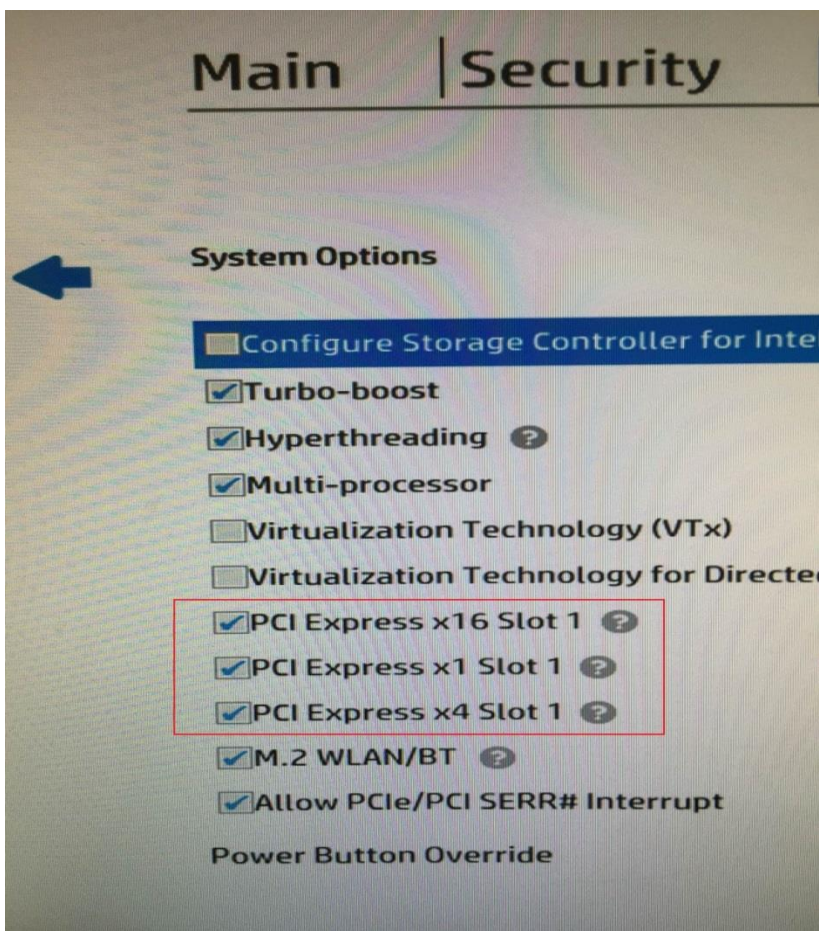 Main | Security
System Options
Configure Storage Controller for Inte
Turbo-boost
Hyperthreading ?
Multi-processor
Virtualization Technology (VTx)
Virtualization Technology for Directe
PCI Express x16 Slot 1 ?
PCI Express x1 Slot 1 ?
PCI Express x4 Slot 1 ?
M.2 WLAN/BT ?
Allow PCIe/PCI SERR# Interrupt
Power Button Override